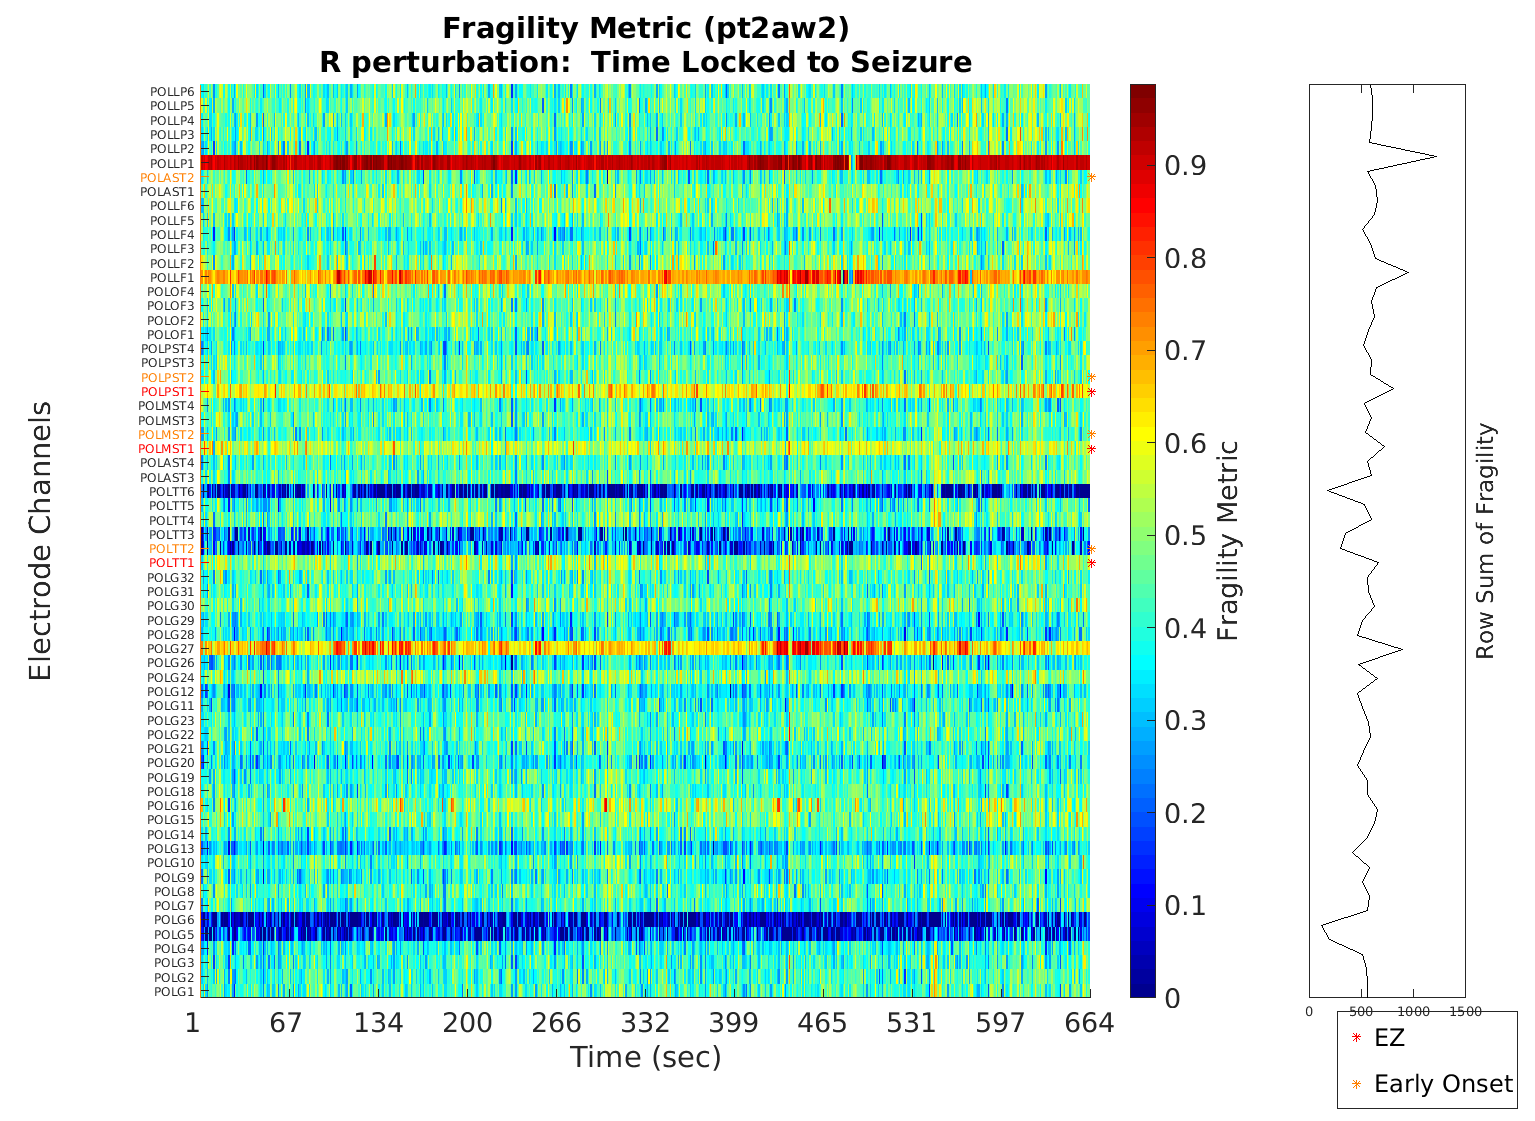 Fragility Metric (pt2aw2)
R perturbation:  Time Locked to Seizure
Electrode Channels
POLLP6
POLLP5
POLLP4
POLLP3
POLLP2
POLLP1
POLAST2
POLAST1
POLLF6
POLLF5
POLLF4
POLLF3
POLLF2
POLLF1
POLOF4
POLOF3
POLOF2
POLOF1
POLPST4
POLPST3
POLPST2
POLPST1
POLMST4
POLMST3
POLMST2
POLMST1
POLAST4
POLAST3
POLTT6
POLTT5
POLTT4
POLTT3
POLTT2
POLTT1
POLG32
POLG31
POLG30
POLG29
POLG28
POLG27
POLG26
POLG24
POLG12
POLG11
POLG23
POLG22
POLG21
POLG20
POLG19
POLG18
POLG16
POLG15
POLG14
POLG13
POLG10
POLG9
POLG8
POLG7
POLG6
POLG5
POLG4
POLG3
POLG2
POLG1
1 67 134 200 266 332 399 465 531 597 664
Time (sec)
0.9
0.8
0.7
0.6
0.5
0.4
0.3
0.2
0.1
0
Fragility Metric
0 500 1000 1500
Row Sum of Fragility
EZ
Early Onset